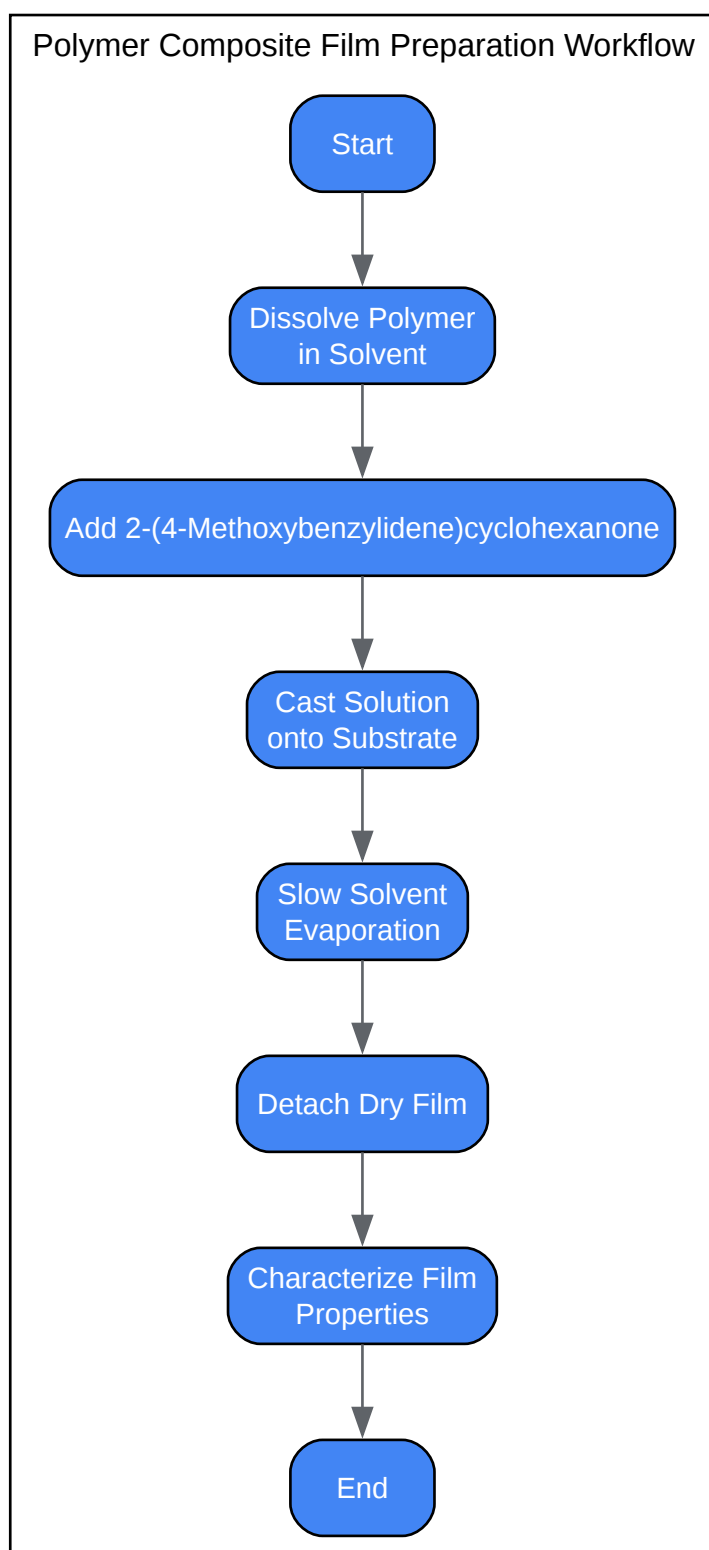 Polymer Composite Film Preparation Workflow
Start
Dissolve Polymer
in Solvent
Add 2-(4-Methoxybenzylidene)cyclohexanone
Cast Solution
onto Substrate
Slow Solvent
Evaporation
Detach Dry Film
Characterize Film
Properties
End